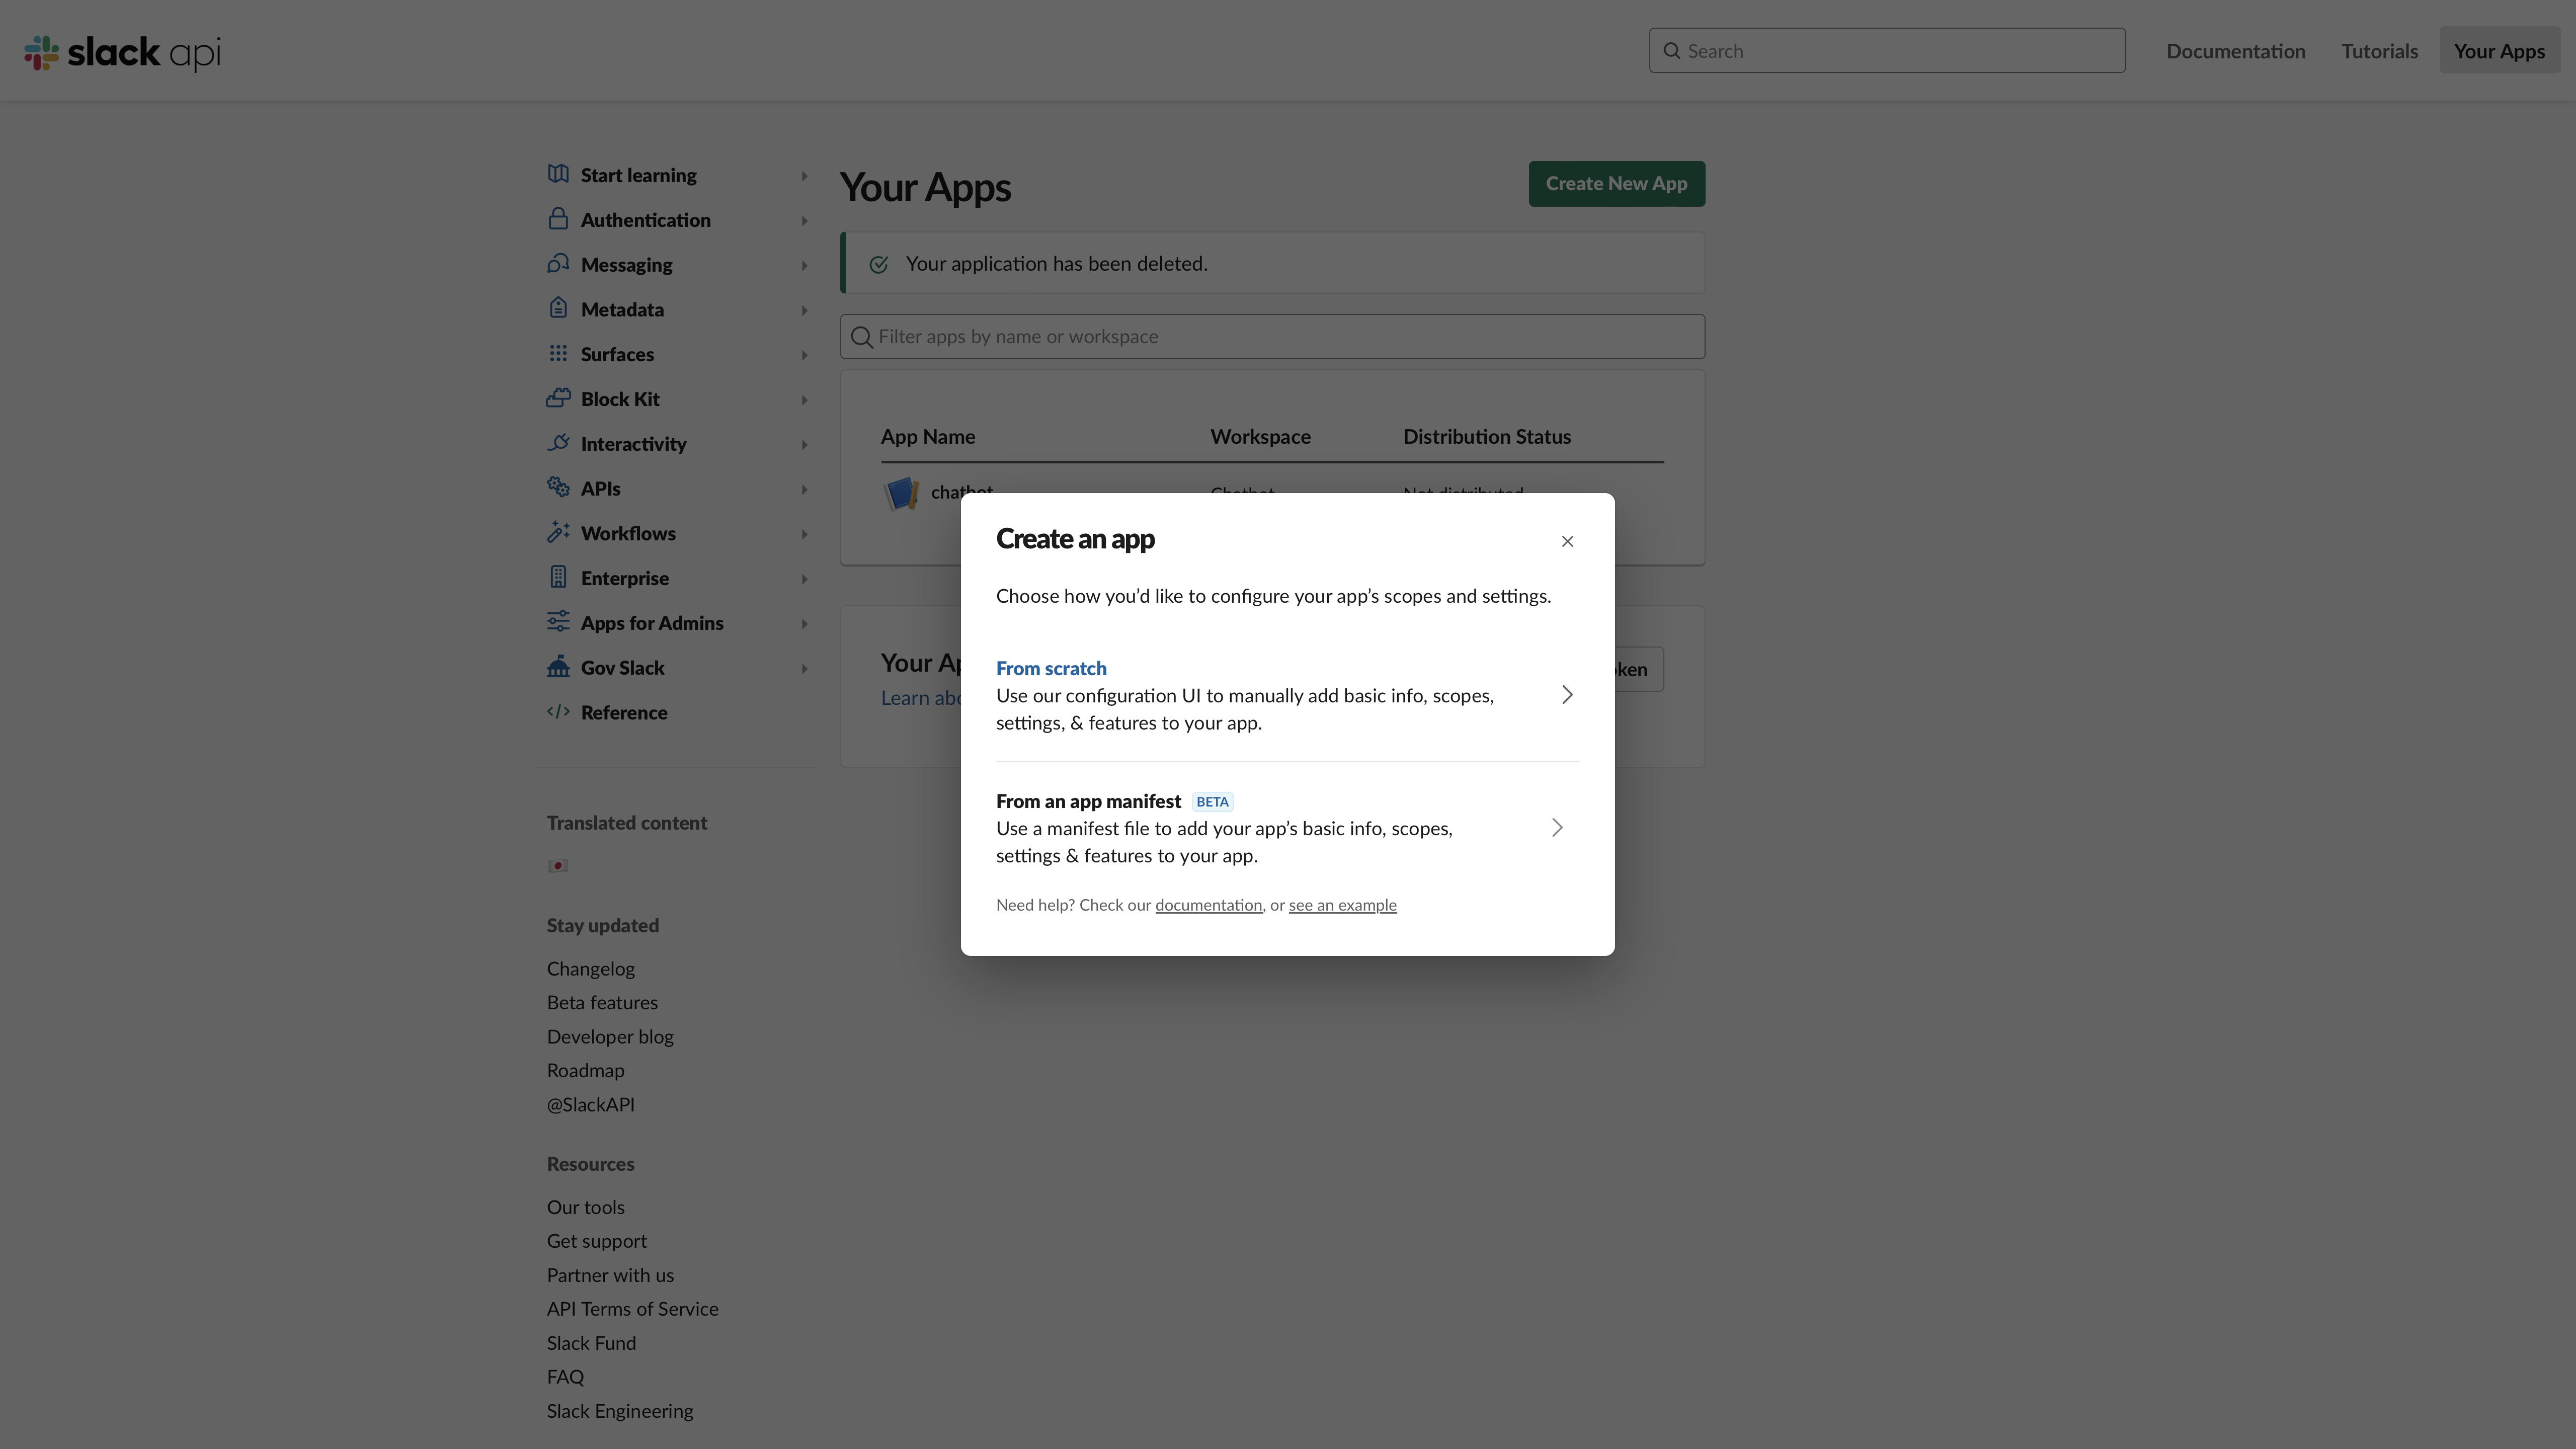 slack api
Search
Documentation
Tutorials
Your Apps
Start learning
Authentication
Messaging
Metadata
Surfaces
Block Kit
Interactivity
APIs
Workflows
Enterprise
Apps for Admins
Gov Slack
Reference
Translated content
Stay updated
Changelog
Beta features
Developer blog
Roadmap
@SlackAPI
Resources
Our tools
Get support
Partner with us
API Terms of Service
Slack Fund
FAQ
Slack Engineering
Your Apps
Create New App
Your application has been deleted.
Filter apps by name or workspace
App Name Workspace Distribution Status
chatbot Chatbot Not distributed
Your Ap
Learn abo
ken
Create an app
Choose how you’d like to configure your app’s scopes and settings.
From scratch
Use our configuration UI to manually add basic info, scopes,
settings, & features to your app.
From an app manifest BETA
Use a manifest file to add your app’s basic info, scopes,
settings & features to your app.
Need help? Check our documentation, or see an example